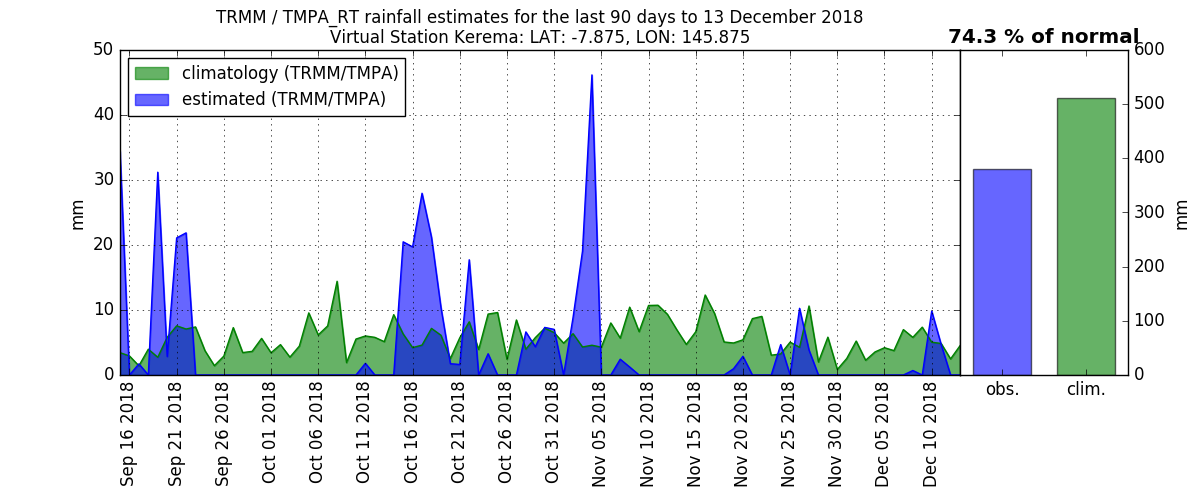 TRMM / TMPA_RT rainfall estimates for the last 90 days to 13 December 2018
Virtual Station Kerema: LAT: -7.875, LON: 145.875
74.3 % of normal
climatology (TRMM/TMPA)
estimated (TRMM/TMPA)
50
40
30
20
10
0
mm
600
500
400
300
200
100
0
mm
Sep 16 2018
Sep 21 2018
Sep 26 2018
Oct 01 2018
Oct 06 2018
Oct 11 2018
Oct 16 2018
Oct 21 2018
Oct 26 2018
Oct 31 2018
Nov 05 2018
Nov 10 2018
Nov 15 2018
Nov 20 2018
Nov 25 2018
Nov 30 2018
Dec 05 2018
Dec 10 2018
obs.
clim.